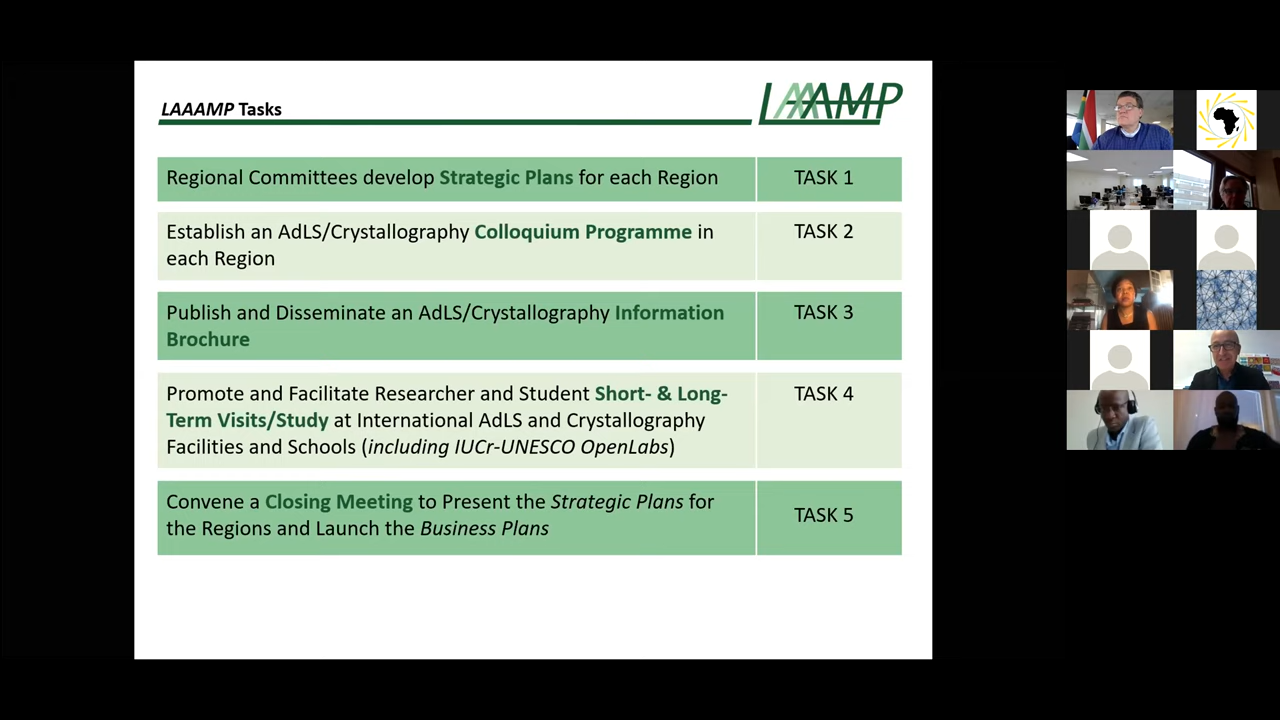 LAAAMP Tasks
LAAAMP
Regional Committees develop Strategic Plans for each Region
TASK 1
Establish an AdLS/Crystallography Colloquium Programme in
each Region
TASK 2
Publish and Disseminate an AdLS/Crystallography Information
Brochure
TASK 3
Promote and Facilitate Researcher and Student Short- & Long-
Term Visits/Study at International AdLS and Crystallography
Facilities and Schools (including IUCr-UNESCO OpenLabs)
TASK 4
Convene a Closing Meeting to Present the Strategic Plans for
the Regions and Launch the Business Plans
TASK 5